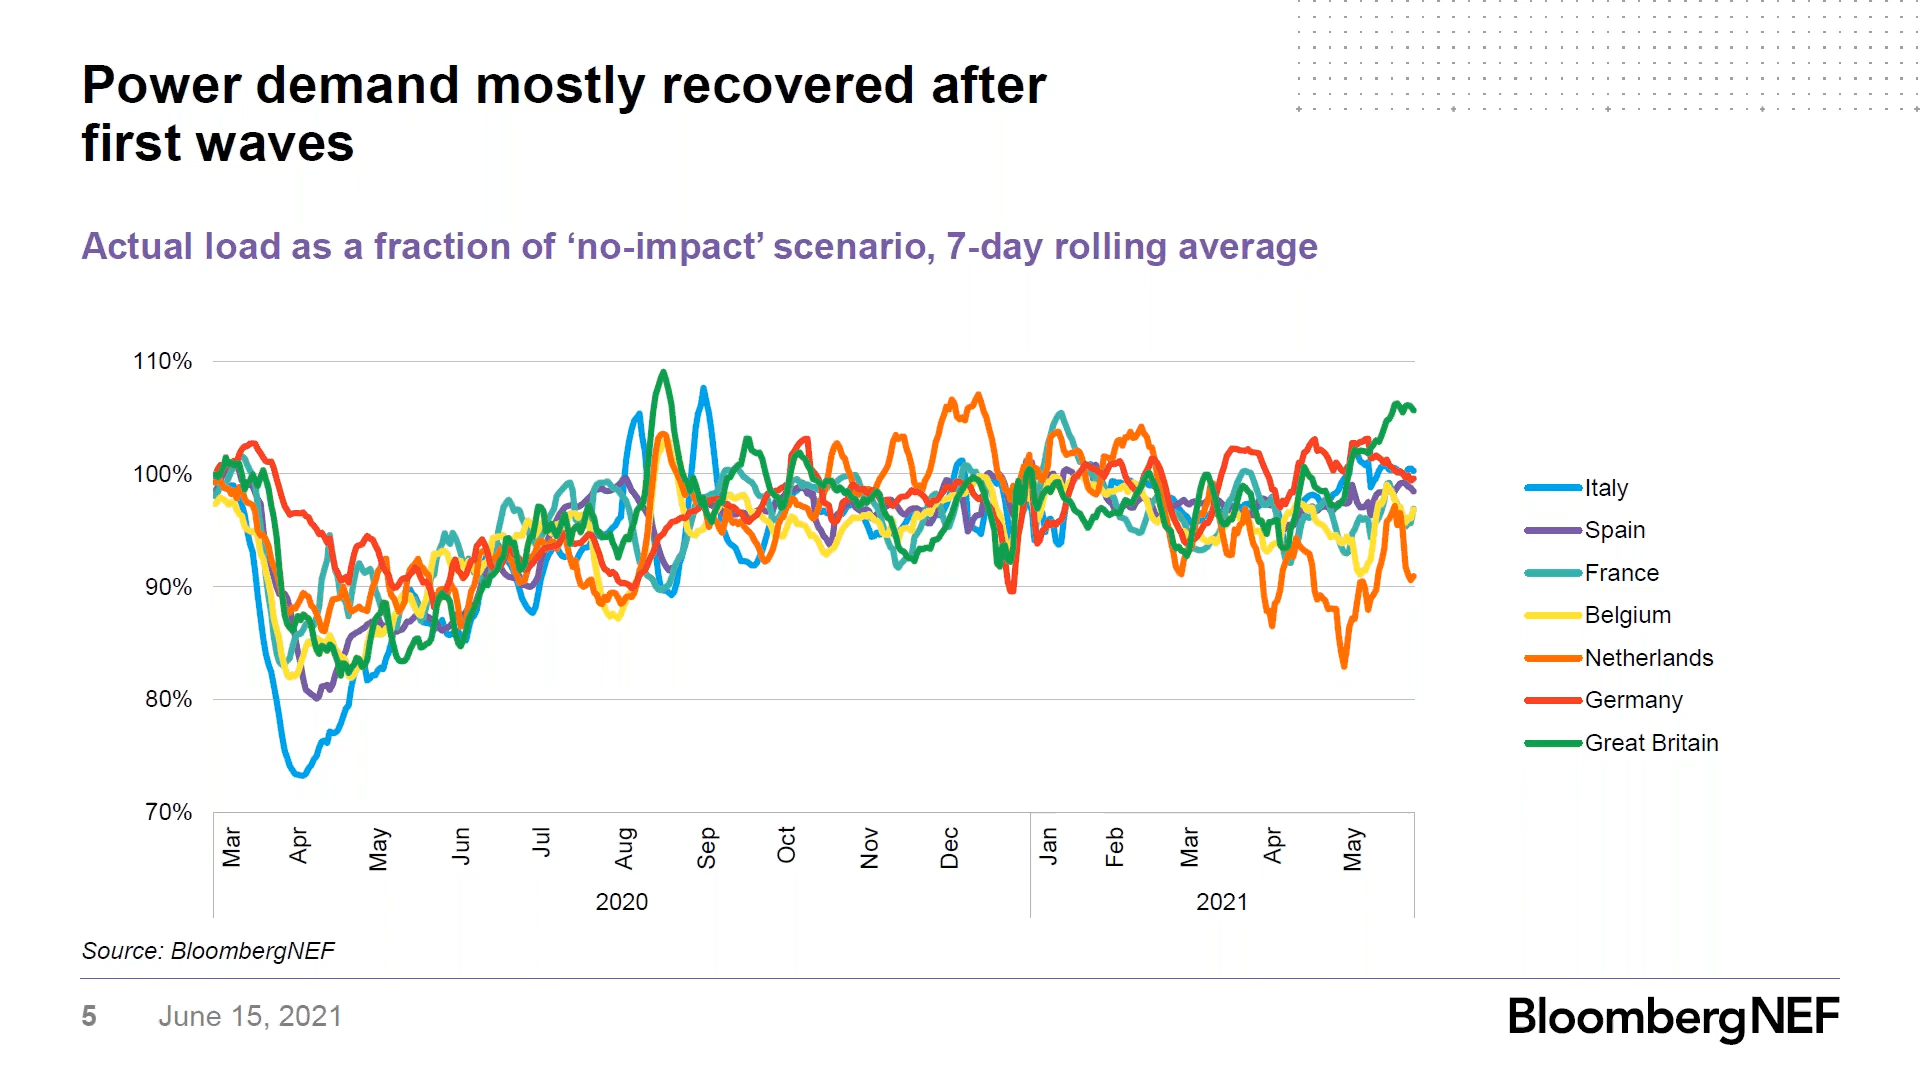 Power demand mostly recovered after
first waves
Actual load as a fraction of ‘no-impact’ scenario, 7-day rolling average
110%
100%
90%
80%
70%
Mar
Apr
May
Jun
Jul
Aug
Sep
Oct
Nov
Dec
Jan
Feb
Mar
Apr
May
2020
2021
Italy
Spain
France
Belgium
Netherlands
Germany
Great Britain
Source: BloombergNEF
5
June 15, 2021
BloombergNEF